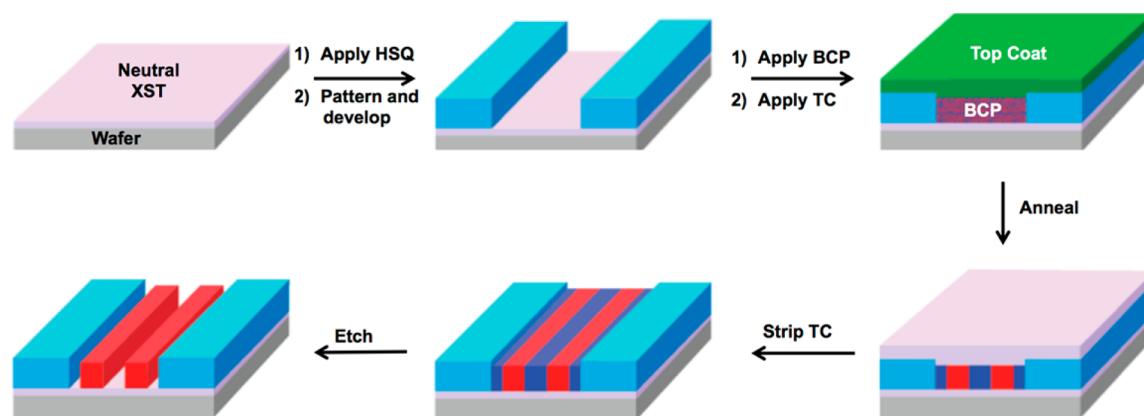 Neutral
XST
Wafer
1) Apply HSQ
2) Pattern and
develop
1) Apply BCP
2) Apply TC
Top Coat
BCP
Anneal
Strip TC
Etch